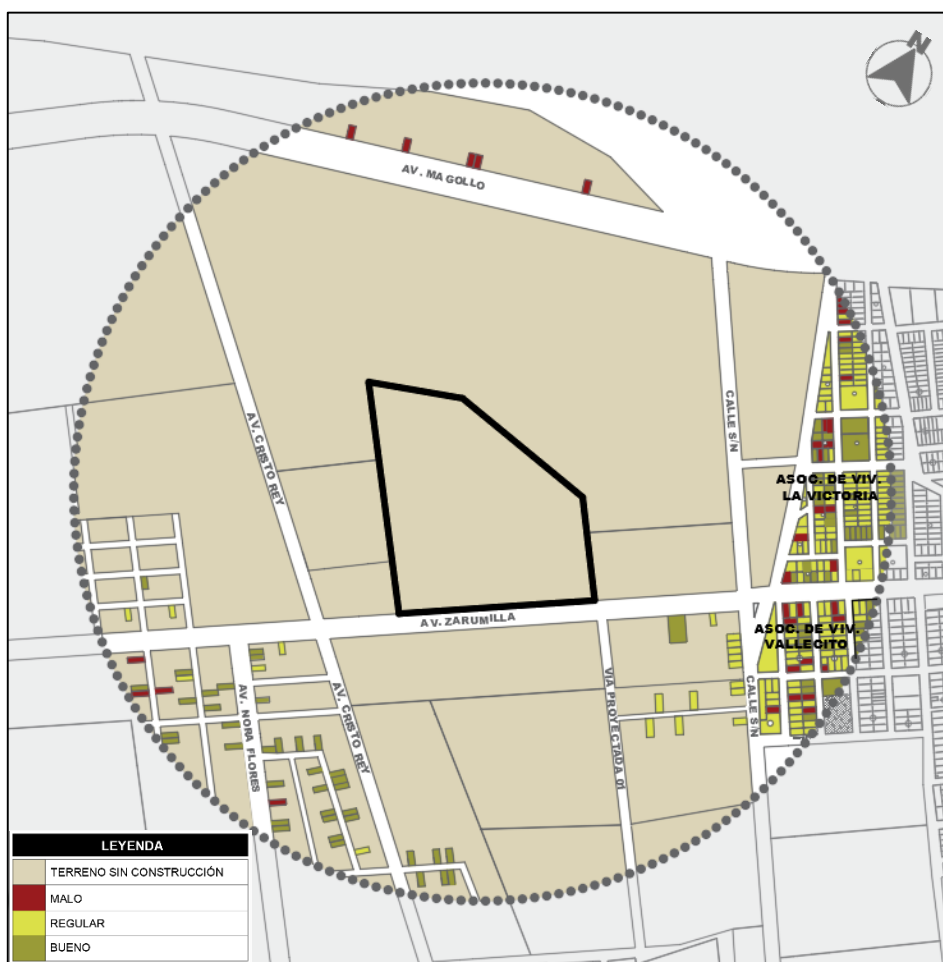 N
AV. MAGOLLO
AV. CRISTO REY
CALLE S/N
ASOC. DE VIV.
LA VICTORIA
AV. ZARUMILLA
ASOC. DE VIV.
VALLECITO
AV. NORA FLORES
AV. CRISTO REY
VIA PROYECTADA 01
CALLE S/N
LEYENDA
TERRENO SIN CONSTRUCCIÓN
MALO
REGULAR
BUENO